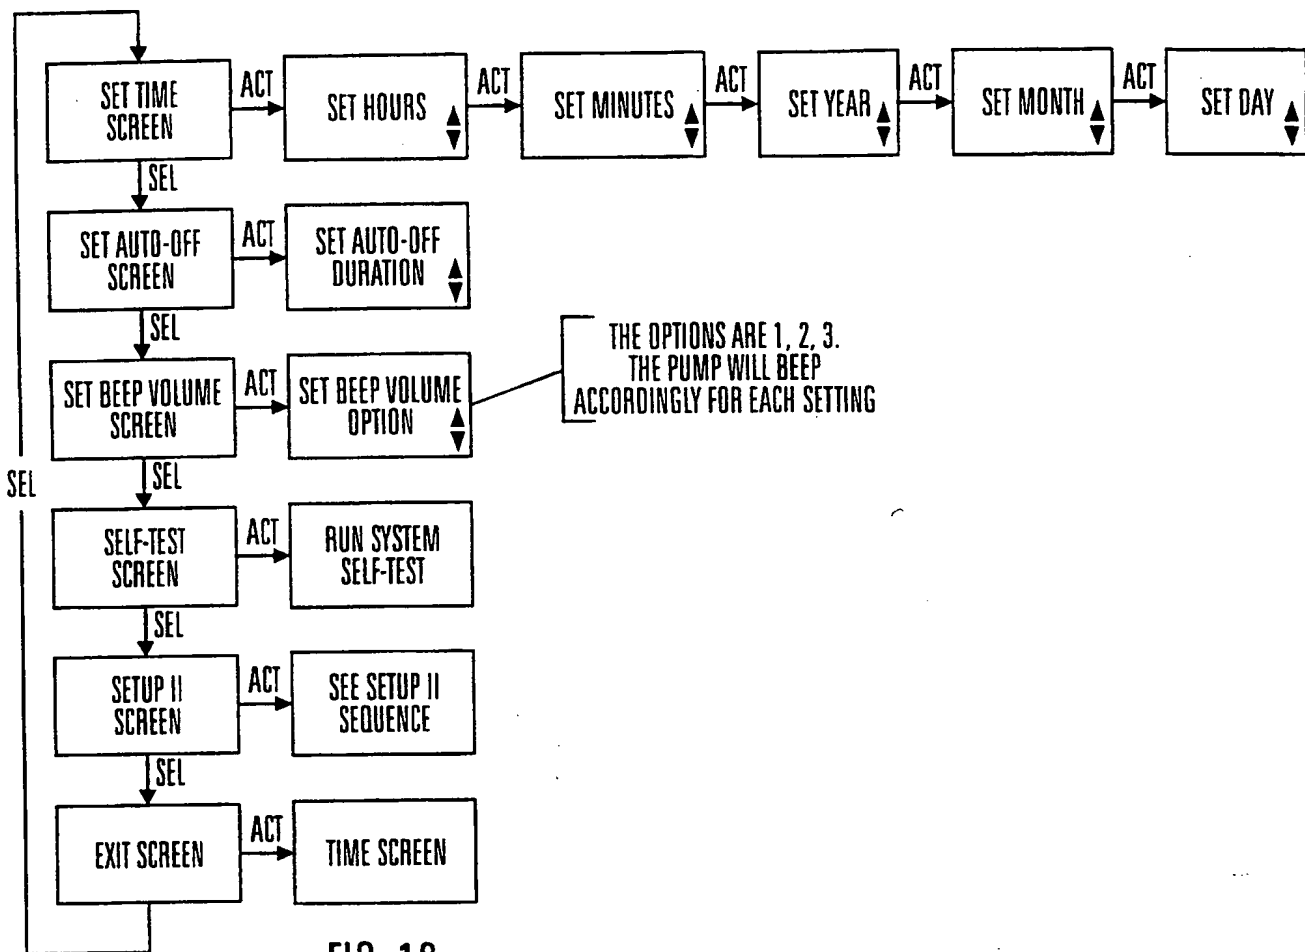 SET TIME
SCREEN
ACT
SET HOURS
ACT
SET MINUTES
ACT
SET YEAR
ACT
SET MONTH
ACT
SET DAY
SEL
SET AUTO-OFF
SCREEN
ACT
SET AUTO-OFF
DURATION
SEL
SET BEEP VOLUME
SCREEN
ACT
SET BEEP VOLUME
OPTION
THE OPTIONS ARE 1, 2, 3.
THE PUMP WILL BEEP
ACCORDINGLY FOR EACH SETTING
SEL
SEL
SELF-TEST
SCREEN
ACT
RUN SYSTEM
SELF-TEST
SEL
SETUP II
SCREEN
ACT
SEE SETUP II
SEQUENCE
SEL
EXIT SCREEN
ACT
TIME SCREEN